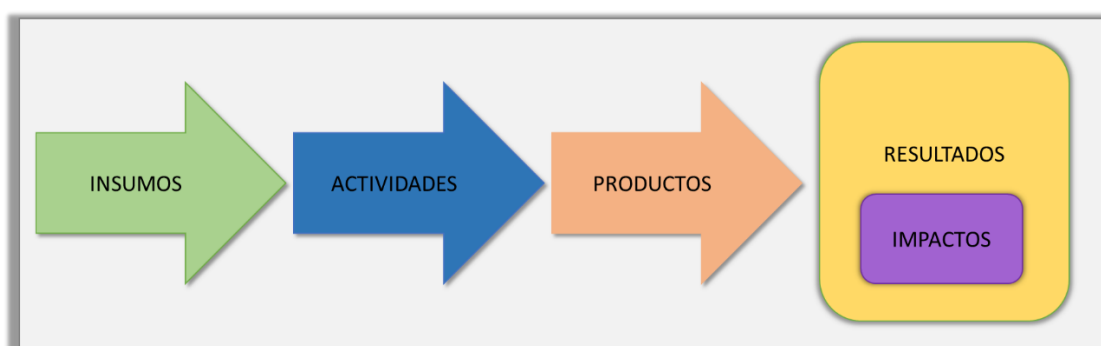 INSUMOS
ACTIVIDADES
PRODUCTOS
RESULTADOS
IMPACTOS